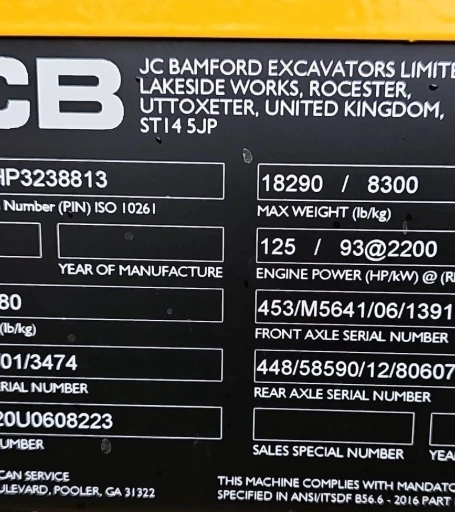 CB
JC BAMFORD EXCAVATORS LIMITE
LAKESIDE WORKS, ROCESTER,
UTTOXETER, UNITED KINGDOM,
ST14 5JP
HP3238813
18290 / 8300
Number (PIN) ISO 10261
MAX WEIGHT (lb/kg)
125 / 93@2200
YEAR OF MANUFACTURE
ENGINE POWER (HP/kW) @ (R
80
453/M5641/06/1391
(lb/kg)
FRONT AXLE SERIAL NUMBER
01/3474
448/58590/12/80607
RIAL NUMBER
REAR AXLE SERIAL NUMBER
20U0608223
UMBER
SALES SPECIAL NUMBER YEA
CAN SERVICE
ULEVARD, POOLER, GA 31322
THIS MACHINE COMPLIES WITH MANDATO
SPECIFIED IN ANSI/ITSDF B56.6 - 2016 PART